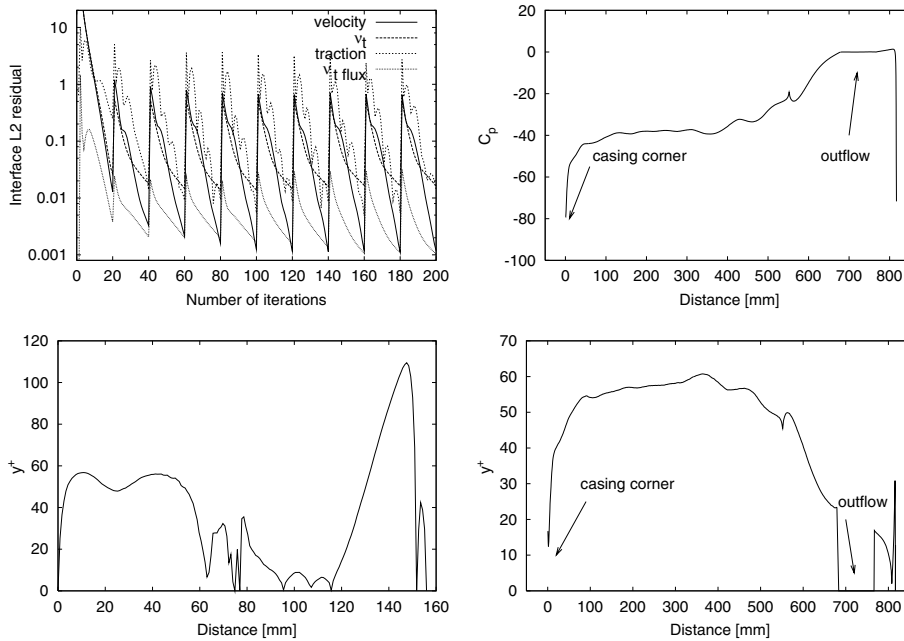 velocity
νt
traction
νt flux
10
1
0.1
0.01
0.001
Interface L2 residual
0 20 40 60 80 100 120 140 160 180 200
Number of iterations
20
0
-20
-40
-60
-80
-100
Cp
casing corner
outflow
0 100 200 300 400 500 600 700 800
Distance [mm]
120
100
80
60
40
20
0
y+
0 20 40 60 80 100 120 140 160
Distance [mm]
70
60
50
40
30
20
10
0
y+
casing corner
outflow
0 100 200 300 400 500 600 700 800
Distance [mm]